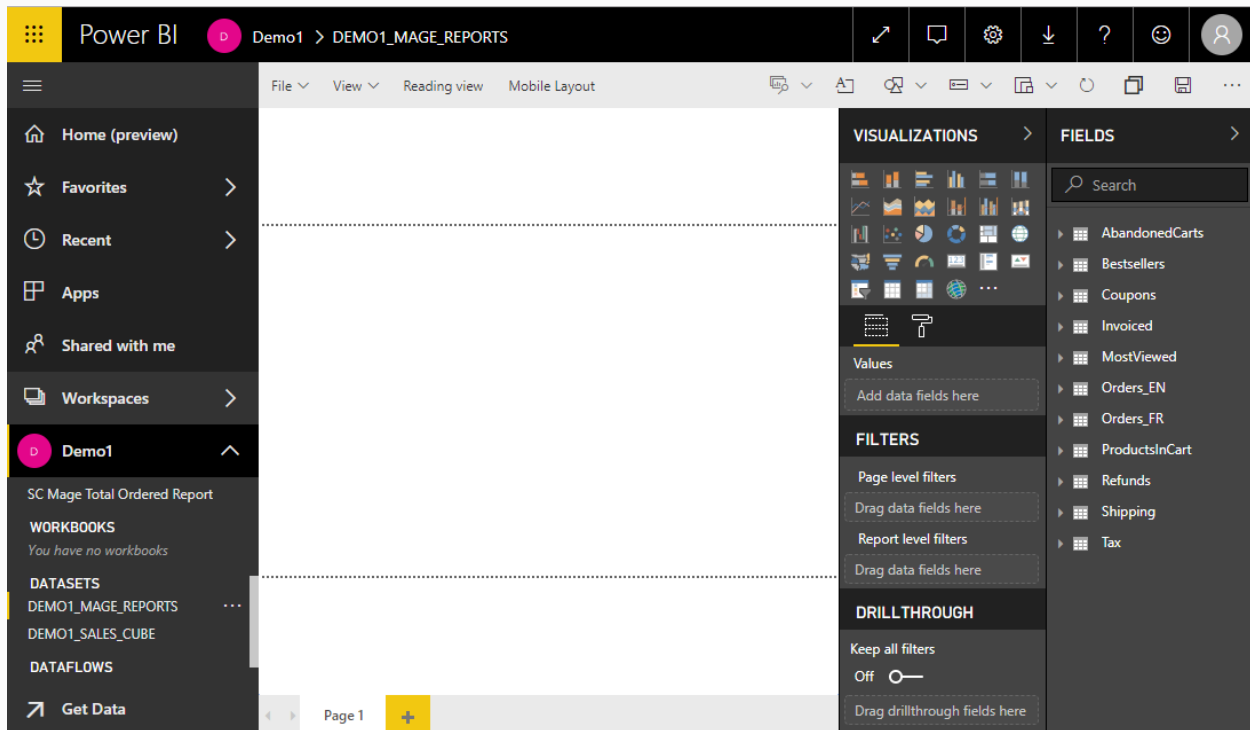 Power BI D Demo1 > DEMO1_MAGE_REPORTS
File View Reading view Mobile Layout
Home (preview)
Favorites
Recent
Apps
Shared with me
Workspaces
D Demo1
SC Mage Total Ordered Report
WORKBOOKS
You have no workbooks
DATASETS
DEMO1_MAGE_REPORTS ...
DEMO1_SALES_CUBE
DATAFLOWS
Get Data
Page 1 +
VISUALIZATIONS
Values
Add data fields here
FILTERS
Page level filters
Drag data fields here
Report level filters
Drag data fields here
DRILLTHROUGH
Keep all filters
Off
Drag drillthrough fields here
FIELDS
Search
AbandonedCarts
Bestsellers
Coupons
Invoiced
MostViewed
Orders_EN
Orders_FR
ProductsInCart
Refunds
Shipping
Tax